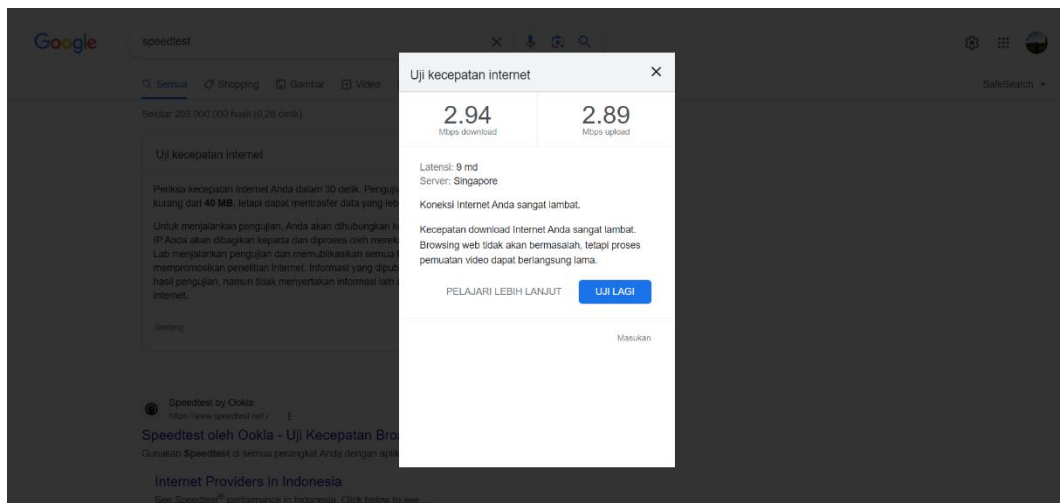 Google
speedtest
Semua
Shopping
Gambar
Video
SafeSearch
Sekitar 295.000.000 hasil (0,26 detik)
Uji kecepatan internet
Periksa kecepatan Internet Anda dalam 30 detik.
kurang dari 40 MB, tetapi dapat mentrasfer data yang
Untuk menjalankan pengujian, Anda akan dihubungkan
IP Anda akan dibagikan kepada dan diproses oleh
Lab menjalankan pengujian dan memublikasikan semua
mempromosikan penelitian Internet. Informasi yang
hasil pengujian, namun tidak menyertakan informasi lain
Internet.
Tentang
Speedtest by Ookla
https://www.speedtest.net
Speedtest oleh Ookla - Uji Kecepatan
Gunakan Speedtest di semua perangkat Anda dengan
Internet Providers in Indonesia
See Speedtest® performance in Indonesia. Click below to see ...
Uji kecepatan internet
2.94
Mbps download
2.89
Mbps upload
Latensi: 9 md
Server: Singapore
Koneksi Internet Anda sangat lambat.
Kecepatan download Internet Anda sangat lambat.
Browsing web tidak akan bermasalah, tetapi proses
pemuatan video dapat berlangsung lama.
PELAJARI LEBIH LANJUT
UJI LAGI
Masukan